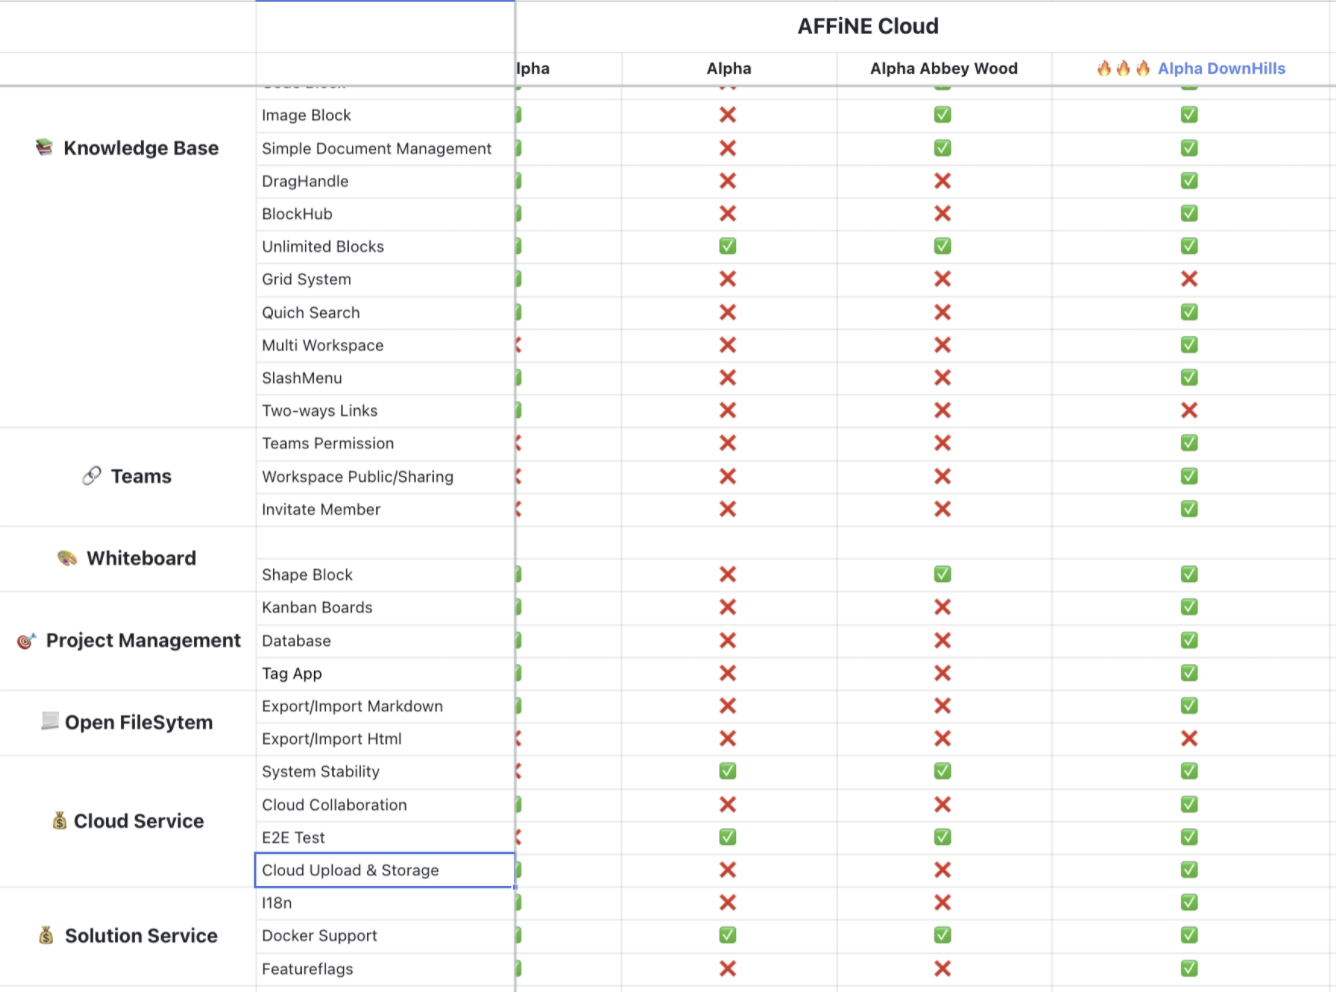 AFFiNE Cloud
lpha Alpha Alpha Abbey Wood 🔥🔥🔥 Alpha DownHills
Code Block
Image Block
📚 Knowledge Base
Simple Document Management
DragHandle
BlockHub
Unlimited Blocks
Grid System
Quich Search
Multi Workspace
SlashMenu
Two-ways Links
Teams Permission
🔗 Teams
Workspace Public/Sharing
Invitate Member
🎨 Whiteboard
Shape Block
Kanban Boards
🎯 Project Management
Database
Tag App
Export/Import Markdown
📃 Open FileSytem
Export/Import Html
System Stability
Cloud Collaboration
💰 Cloud Service
E2E Test
Cloud Upload & Storage
I18n
💰 Solution Service
Docker Support
Featureflags